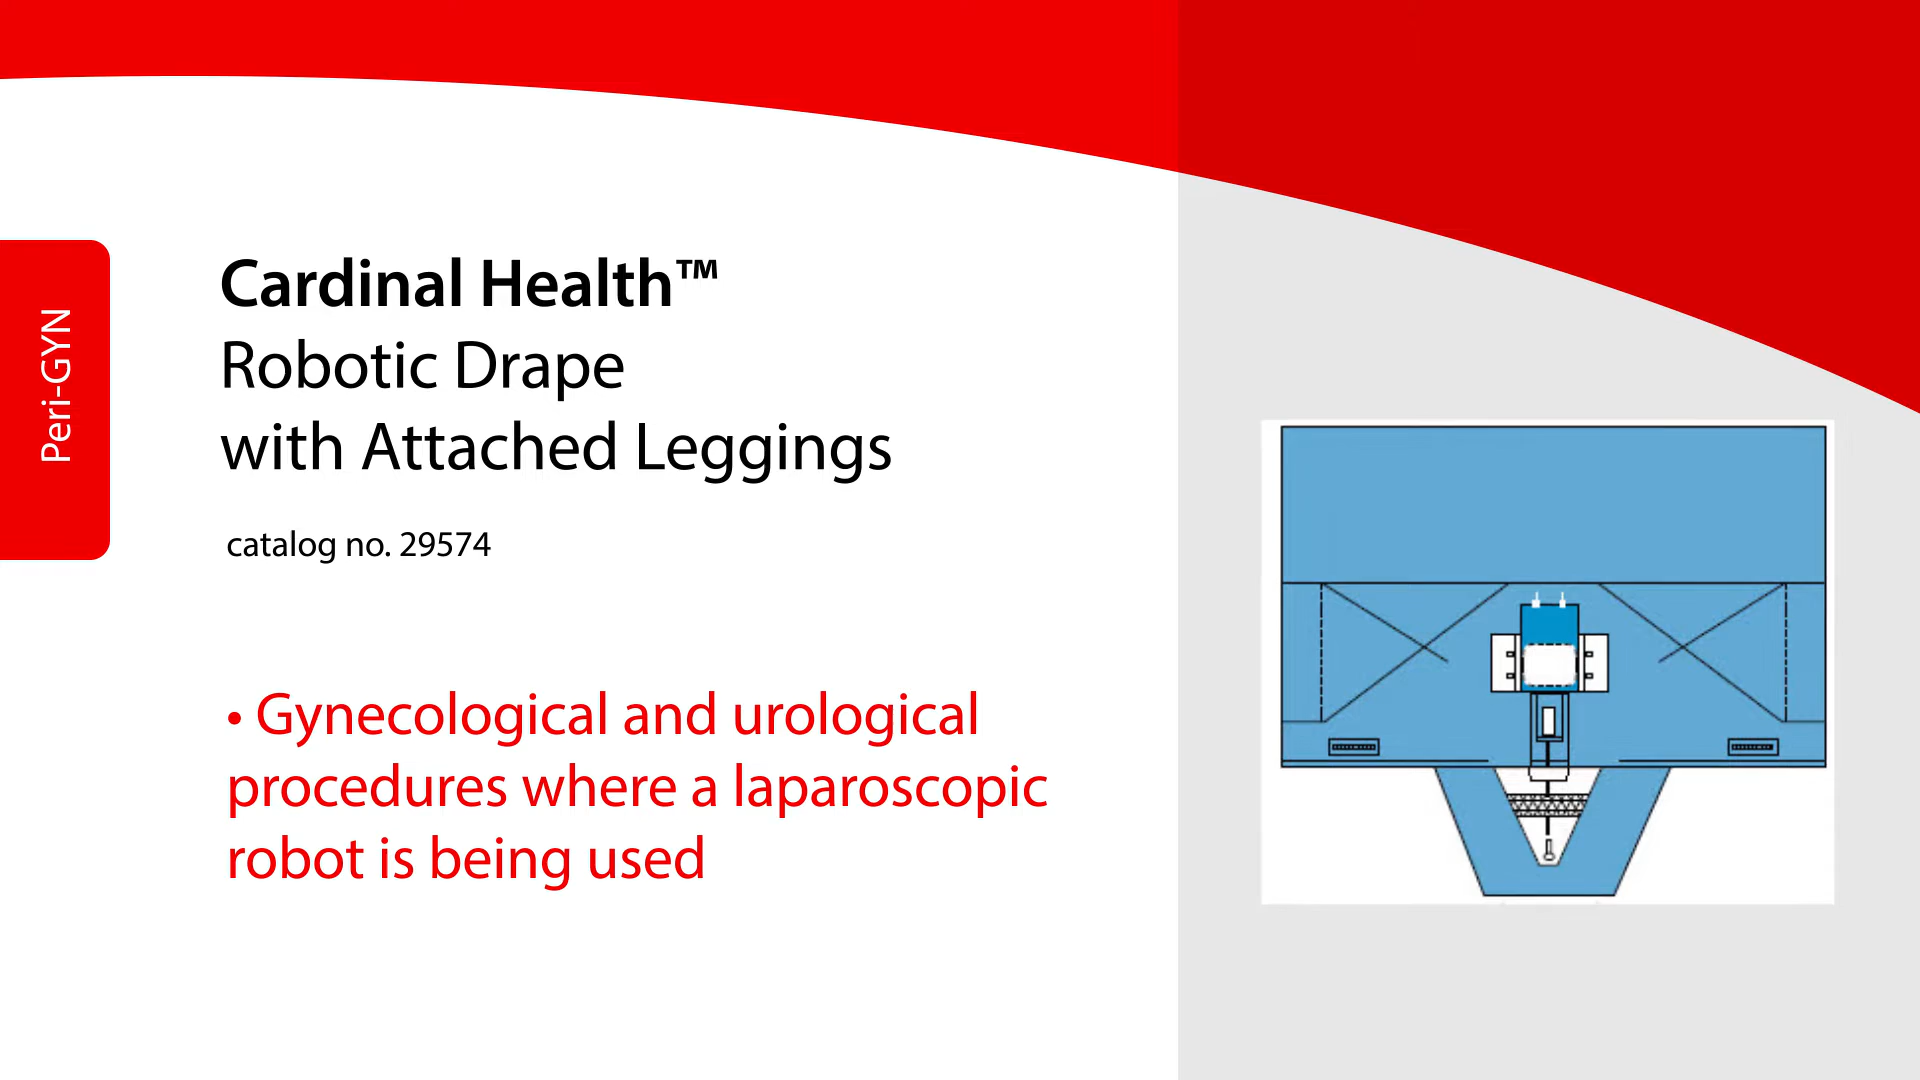 Peri-GYN
Cardinal Health™
Robotic Drape
with Attached Leggings
catalog no. 29574
• Gynecological and urological
procedures where a laparoscopic
robot is being used